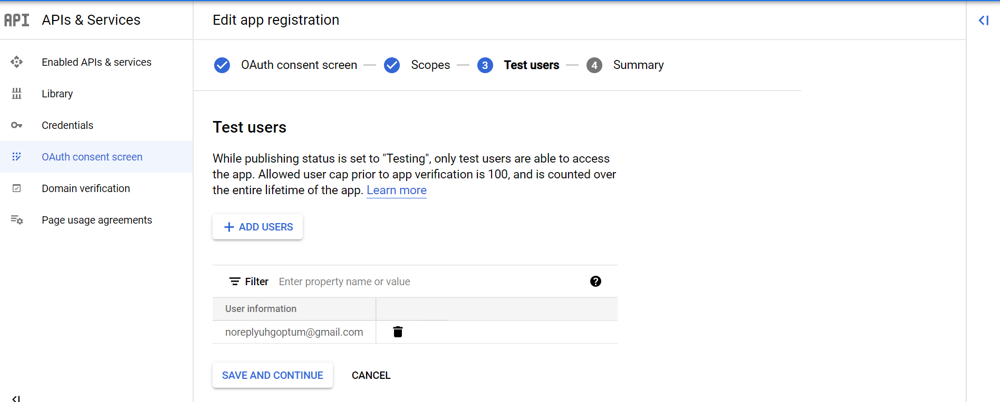 API APIs & Services
Edit app registration
Enabled APIs & services
Library
Credentials
OAuth consent screen
Domain verification
Page usage agreements
OAuth consent screen
Scopes
3 Test users
4 Summary
Test users
While publishing status is set to "Testing", only test users are able to access
the app. Allowed user cap prior to app verification is 100, and is counted over
the entire lifetime of the app. Learn more
+ ADD USERS
Filter Enter property name or value ?
User information
noreplyuhgoptum@gmail.com
SAVE AND CONTINUE CANCEL